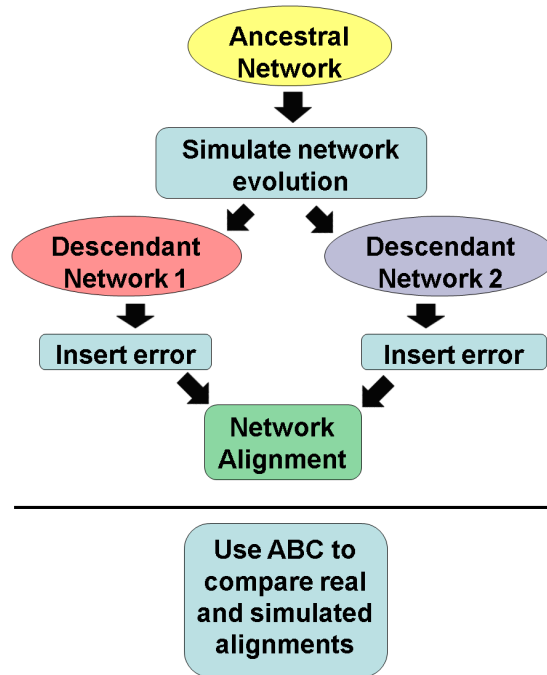 Ancestral
Network
Simulate network
evolution
Descendant
Network 1
Descendant
Network 2
Insert error
Insert error
Network
Alignment
Use ABC to
compare real
and simulated
alignments